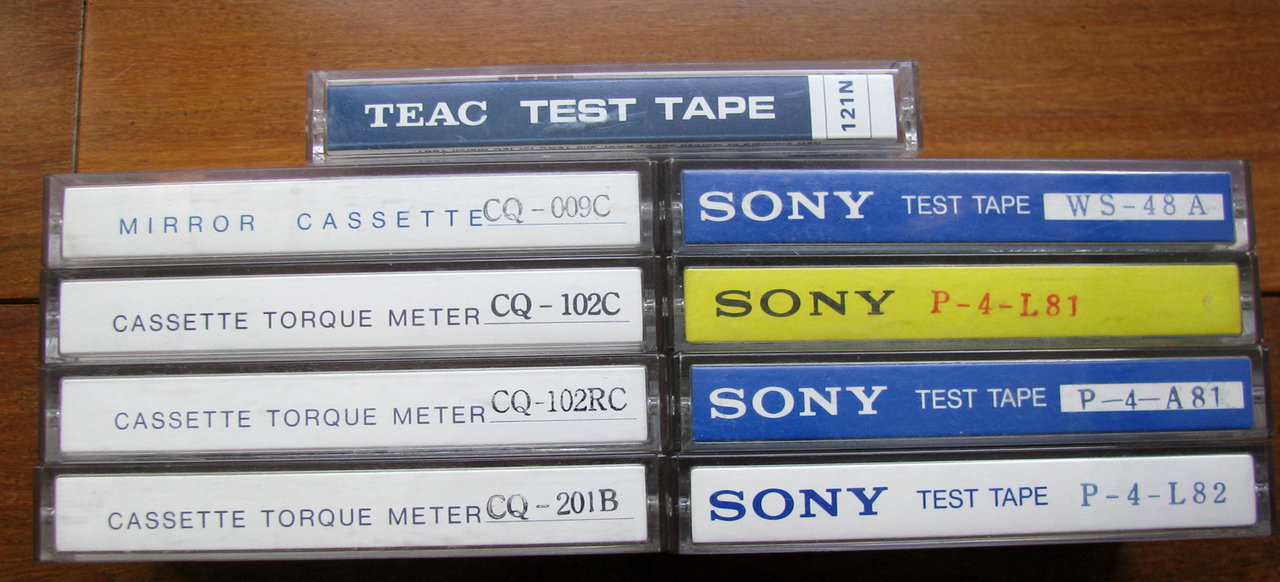 TEAC TEST TAPE 121N
MIRROR CASSETTE CQ-009C
CASSETTE TORQUE METER CQ-102C
CASSETTE TORQUE METER CQ-102RC
CASSETTE TORQUE METER CQ-201B
SONY TEST TAPE WS-48A
SONY P-4-L81
SONY TEST TAPE P-4-A81
SONY TEST TAPE P-4-L82